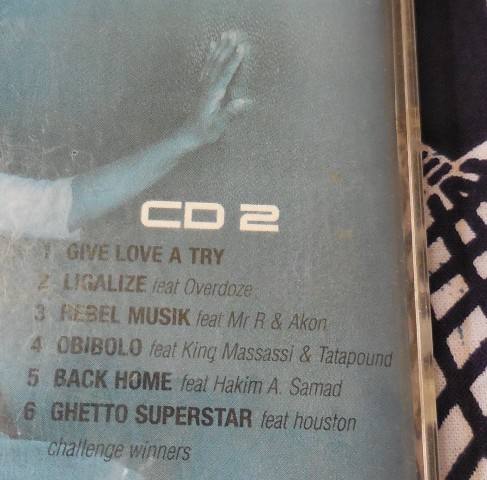 CD 2
1 GIVE LOVE A TRY
2 LIGALIZE feat Overdoze
3 REBEL MUSIK feat Mr R & Akon
4 OBIBOLO feat King Massassi & Tatapound
5 BACK HOME feat Hakim A. Samad
6 GHETTO SUPERSTAR feat houston
challenge winners